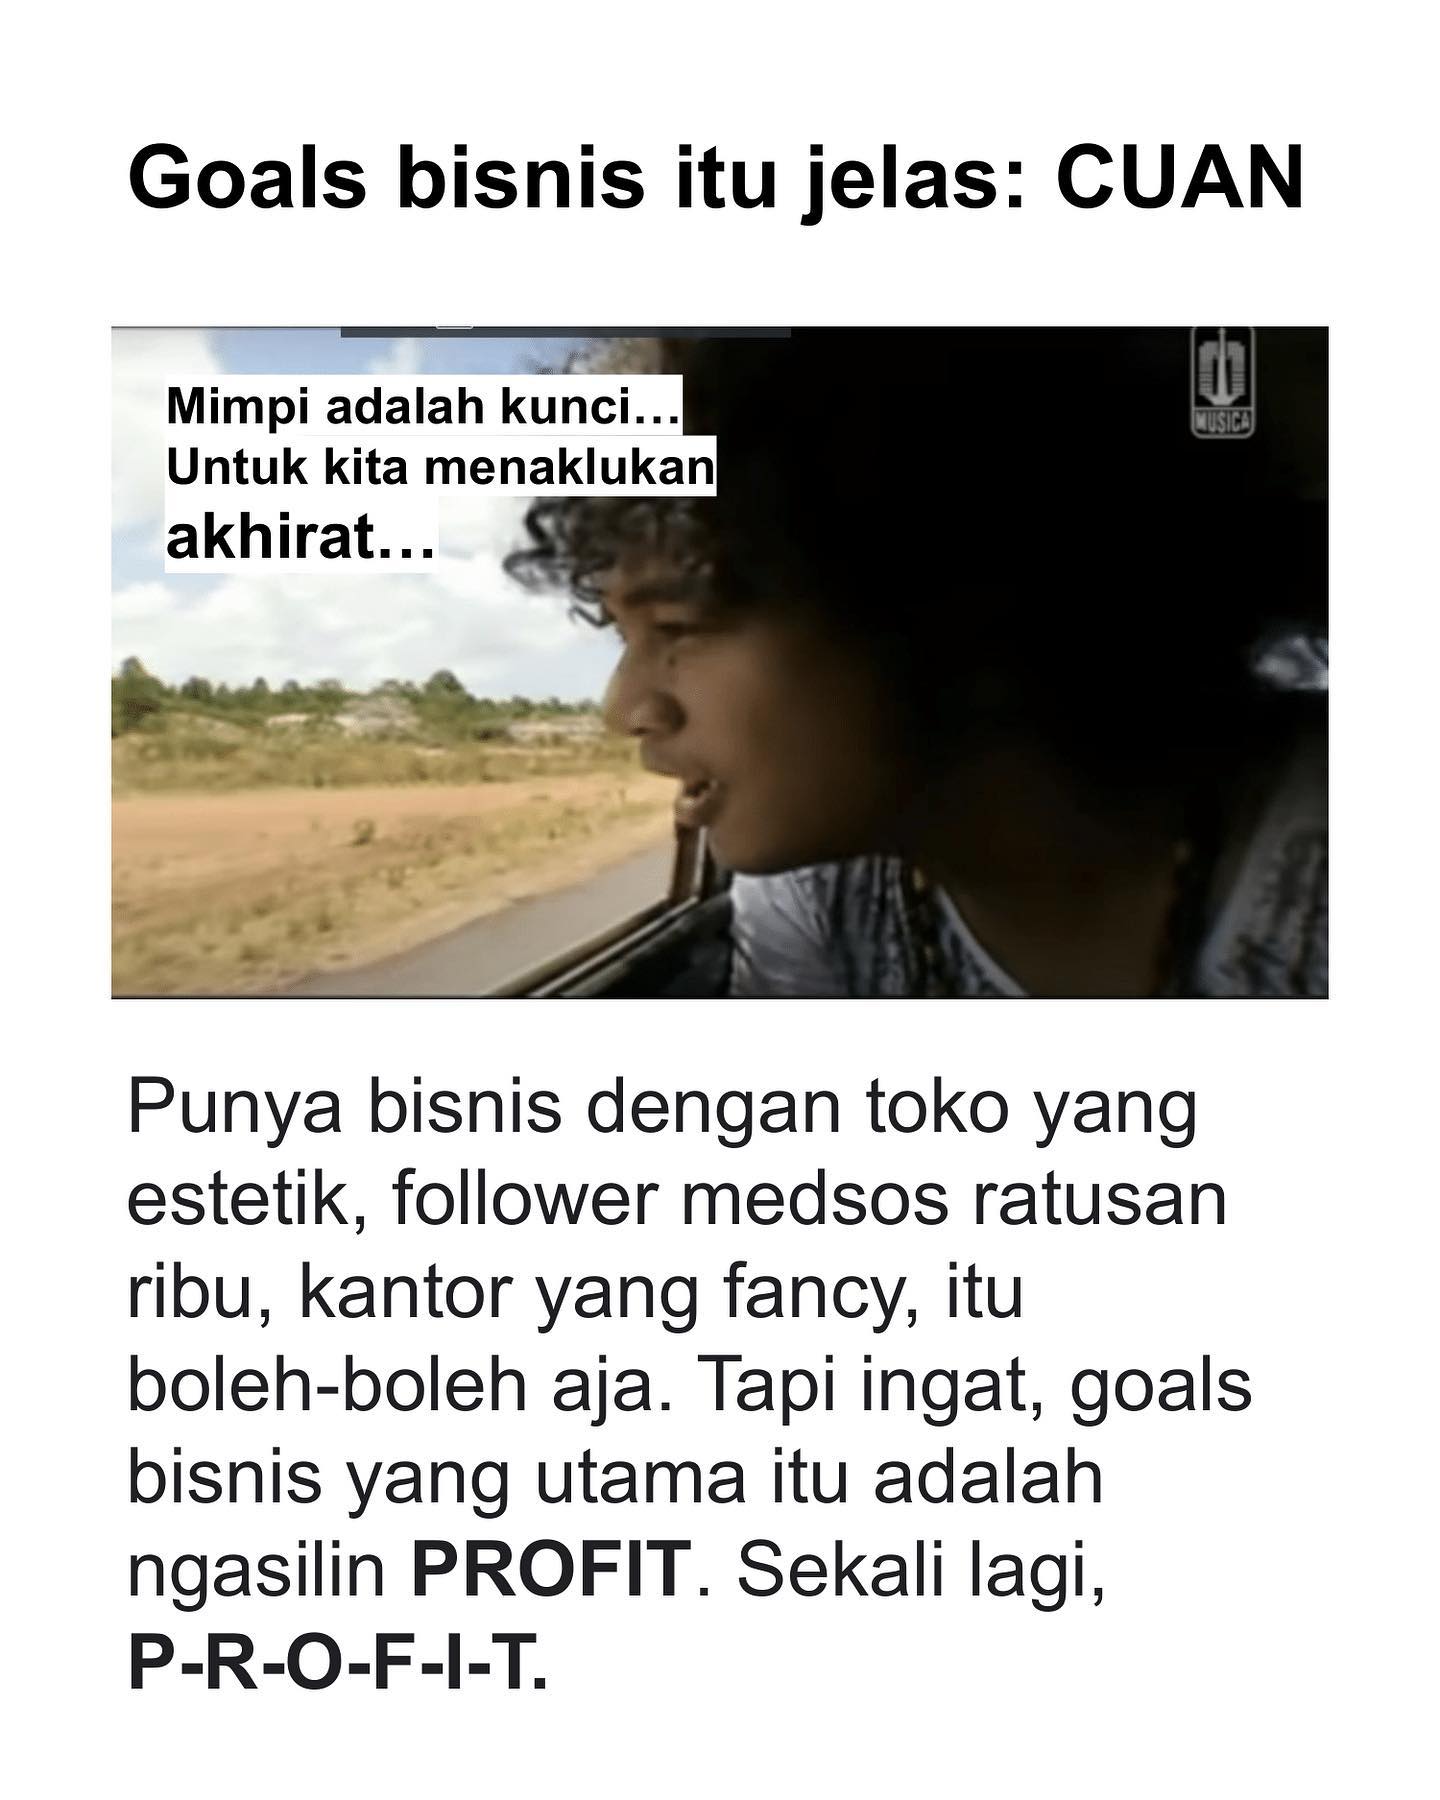 Goals bisnis itu jelas: CUAN
MUSICA
Mimpi adalah kunci...
Untuk kita menaklukan
akhirat...
Punya bisnis dengan toko yang
estetik, follower medsos ratusan
ribu, kantor yang fancy, itu
boleh-boleh aja. Tapi ingat, goals
bisnis yang utama itu adalah
ngasilin PROFIT. Sekali lagi,
P-R-O-F-I-T.